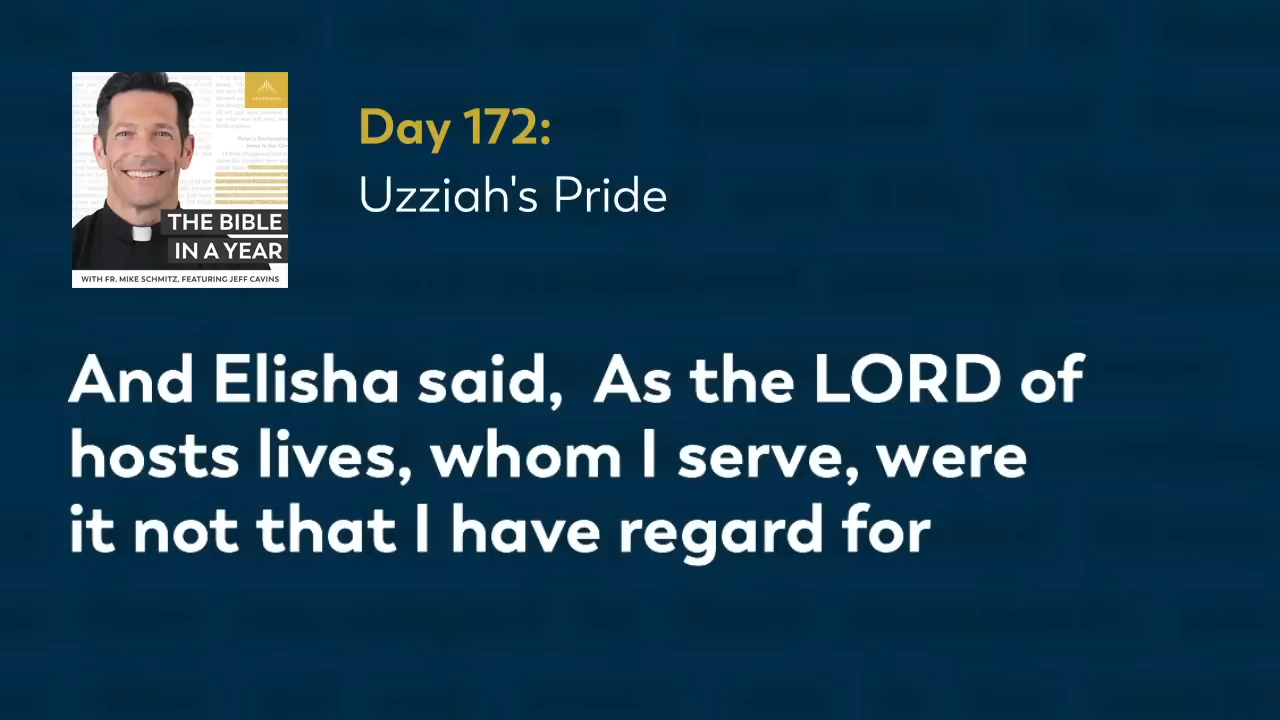 THE BIBLE
IN A YEAR
WITH FR. MIKE SCHMITZ, FEATURING JEFF CAVINS
Day 172:
Uzziah's Pride
And Elisha said,  As the LORD of
hosts lives, whom I serve, were
it not that I have regard for